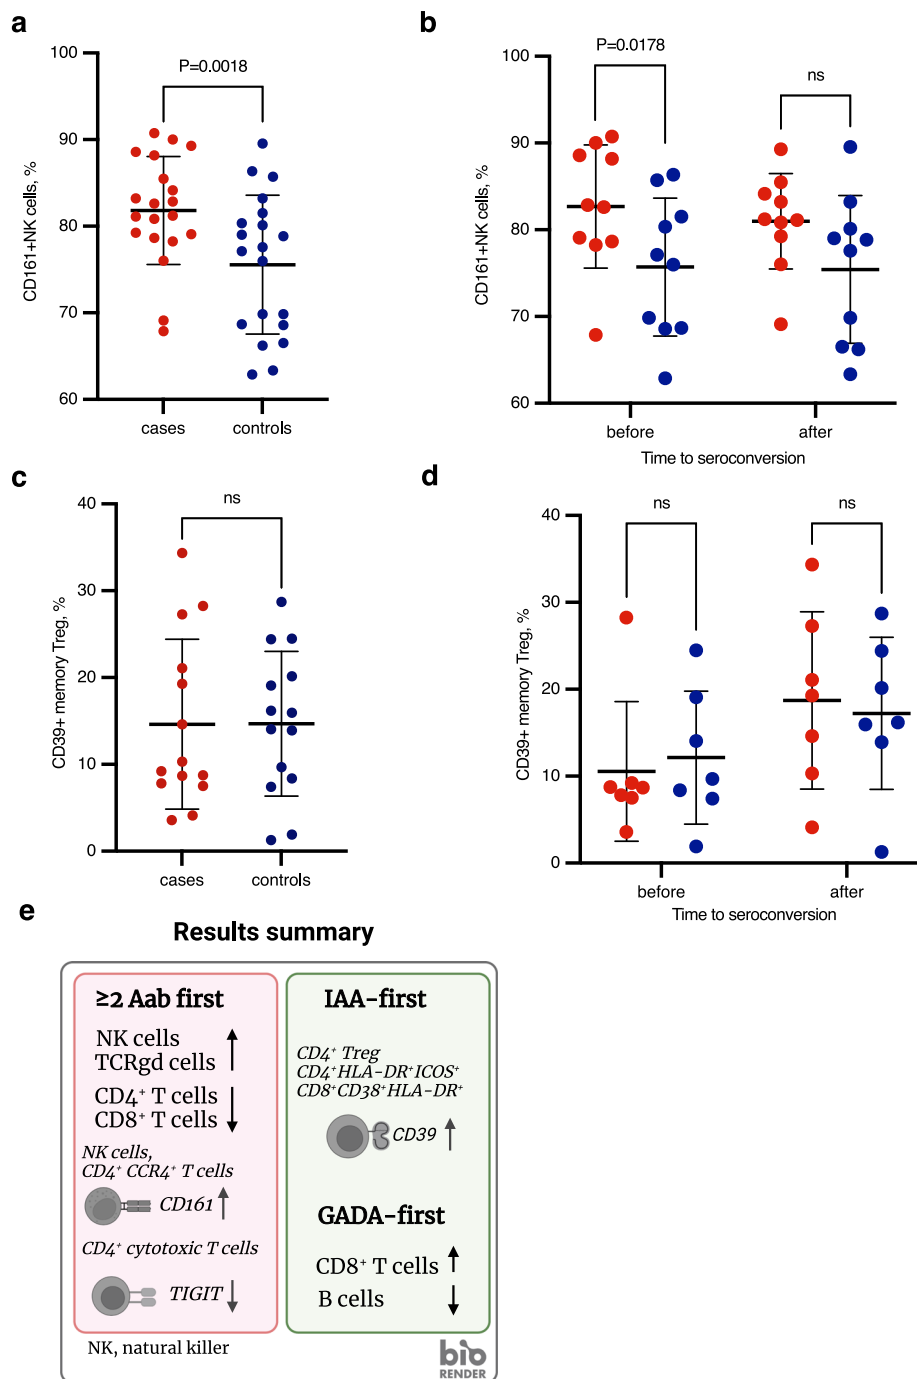 a
100
90
80
70
60
CD161+NK cells, %
P=0.0018
cases
controls
b
100
90
80
70
60
CD161+NK cells, %
P=0.0178
ns
before
after
Time to seroconversion
c
40
30
20
10
0
CD39+ memory Treg, %
ns
cases
controls
d
40
30
20
10
0
CD39+ memory Treg, %
ns
ns
before
after
Time to seroconversion
e
Results summary
≥2 Aab first
NK cells
TCRgd cells
CD4⁺ T cells
CD8⁺ T cells
NK cells,
CD4⁺ CCR4⁺ T cells
CD161
CD4⁺ cytotoxic T cells
TIGIT
IAA-first
CD4⁺ Treg
CD4⁺HLA-DR⁺ICOS⁺
CD8⁺CD38⁺HLA-DR⁺
CD39
GADA-first
CD8⁺ T cells
B cells
NK, natural killer
bio
RENDER